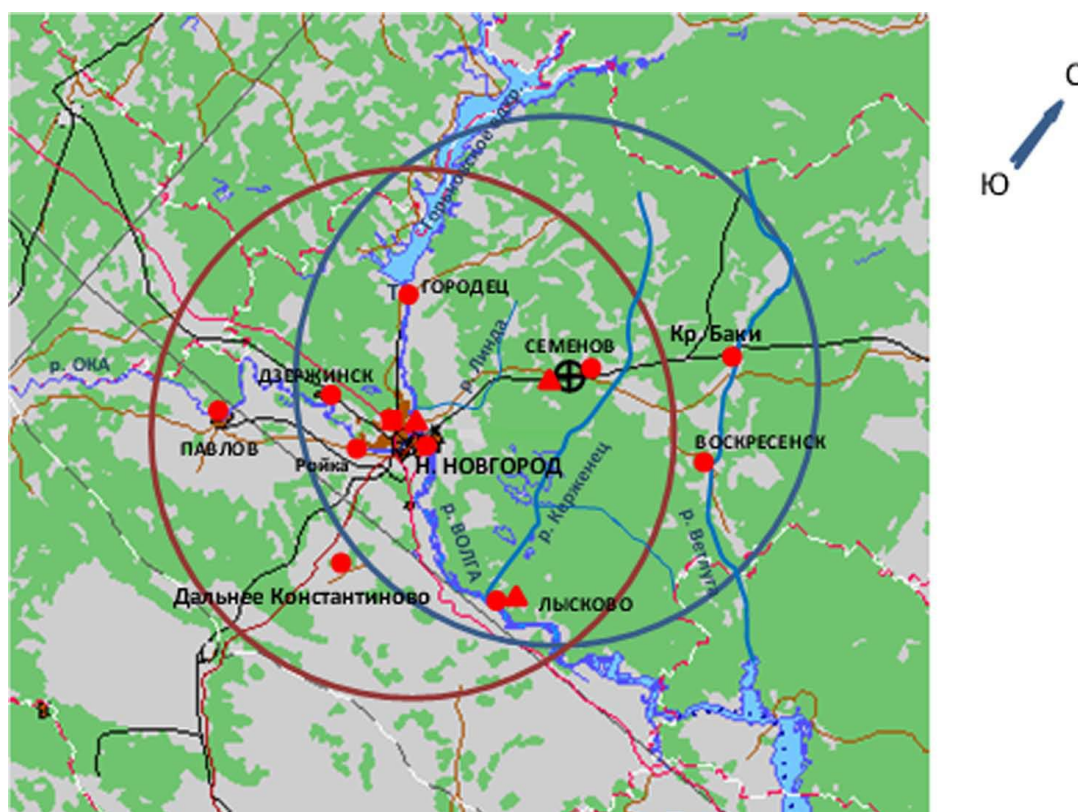 С
Ю
Горьковское вдхр.
Т
ГОРОДЕЦ
р. Линда
СЕМЕНОВ
Кр. Баки
р. ОКА
ДЗЕРЖИНСК
ПАВЛОВ
Ройка
Н. НОВГОРОД
ВОСКРЕСЕНСК
р. Керженец
р. ВОЛГА
р. Ветлуга
Дальнее Константиново
ЛЫСКОВО